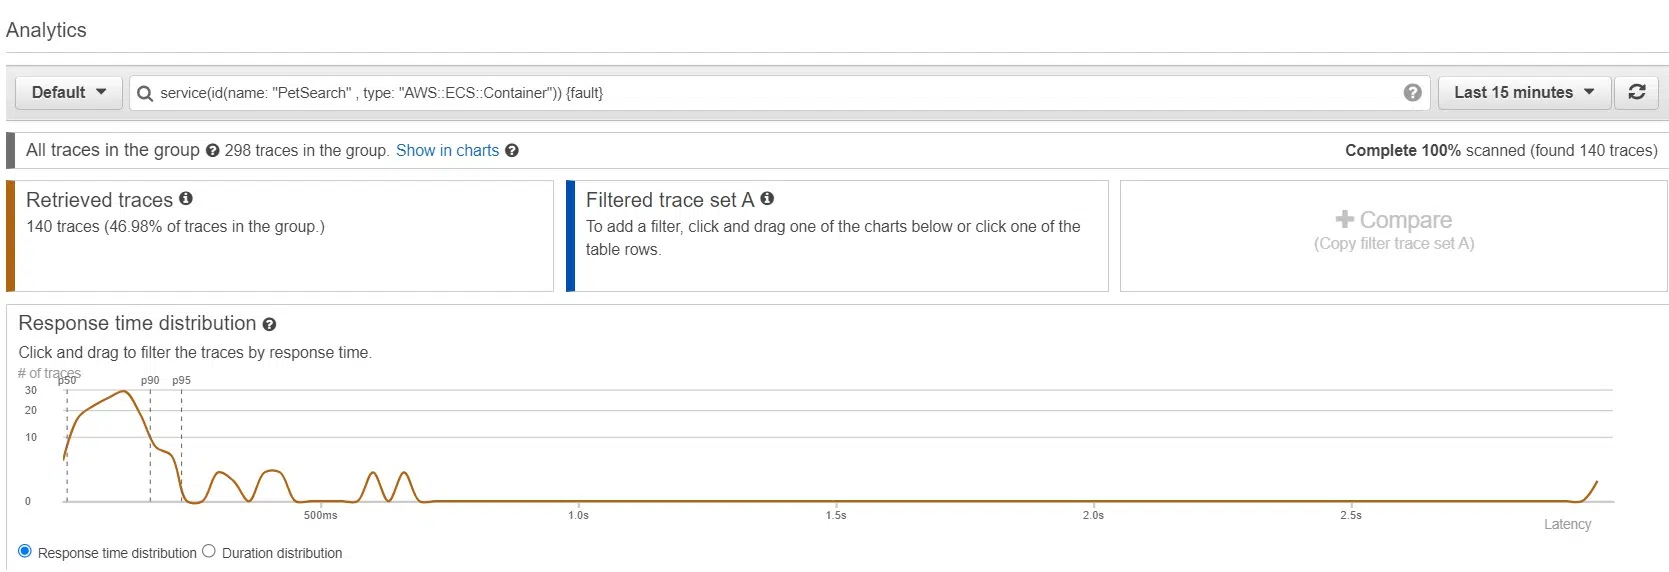 Analytics
Default
service(id(name: "PetSearch" , type: "AWS::ECS::Container")) {fault}
?
Last 15 minutes
All traces in the group ? 298 traces in the group. Show in charts ?
Complete 100% scanned (found 140 traces)
Retrieved traces i
140 traces (46.98% of traces in the group.)
Filtered trace set A i
To add a filter, click and drag one of the charts below or click one of the
table rows.
+ Compare
(Copy filter trace set A)
Response time distribution ?
Click and drag to filter the traces by response time.
# of traces
p50 p90 p95
30
20
10
0
500ms 1.0s 1.5s 2.0s 2.5s
Latency
Response time distribution Duration distribution